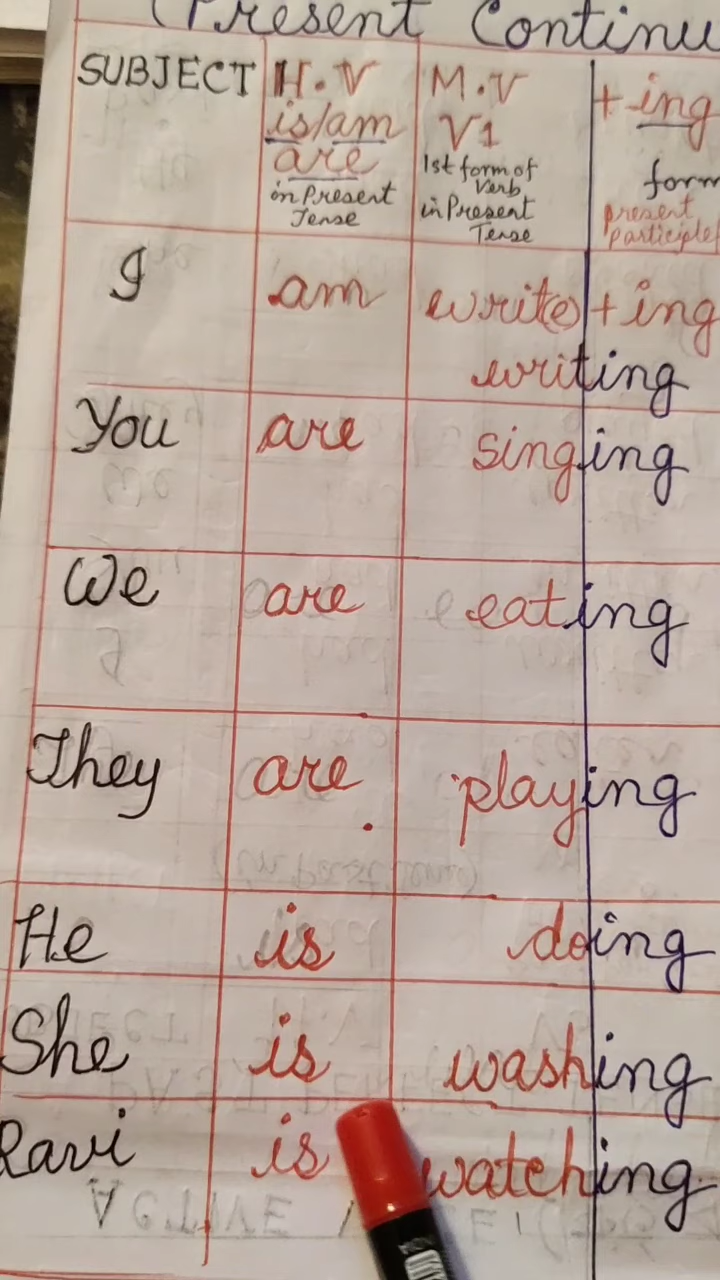 (Present Continu
SUBJECT H.V M.V +ing
is/am V1
are 1st form of Verb form
in Present Tense in Present Tense present participle
I am write +ing
writing
You are singing
We are eating
They are playing
He is doing
She is washing
Ravi is watching